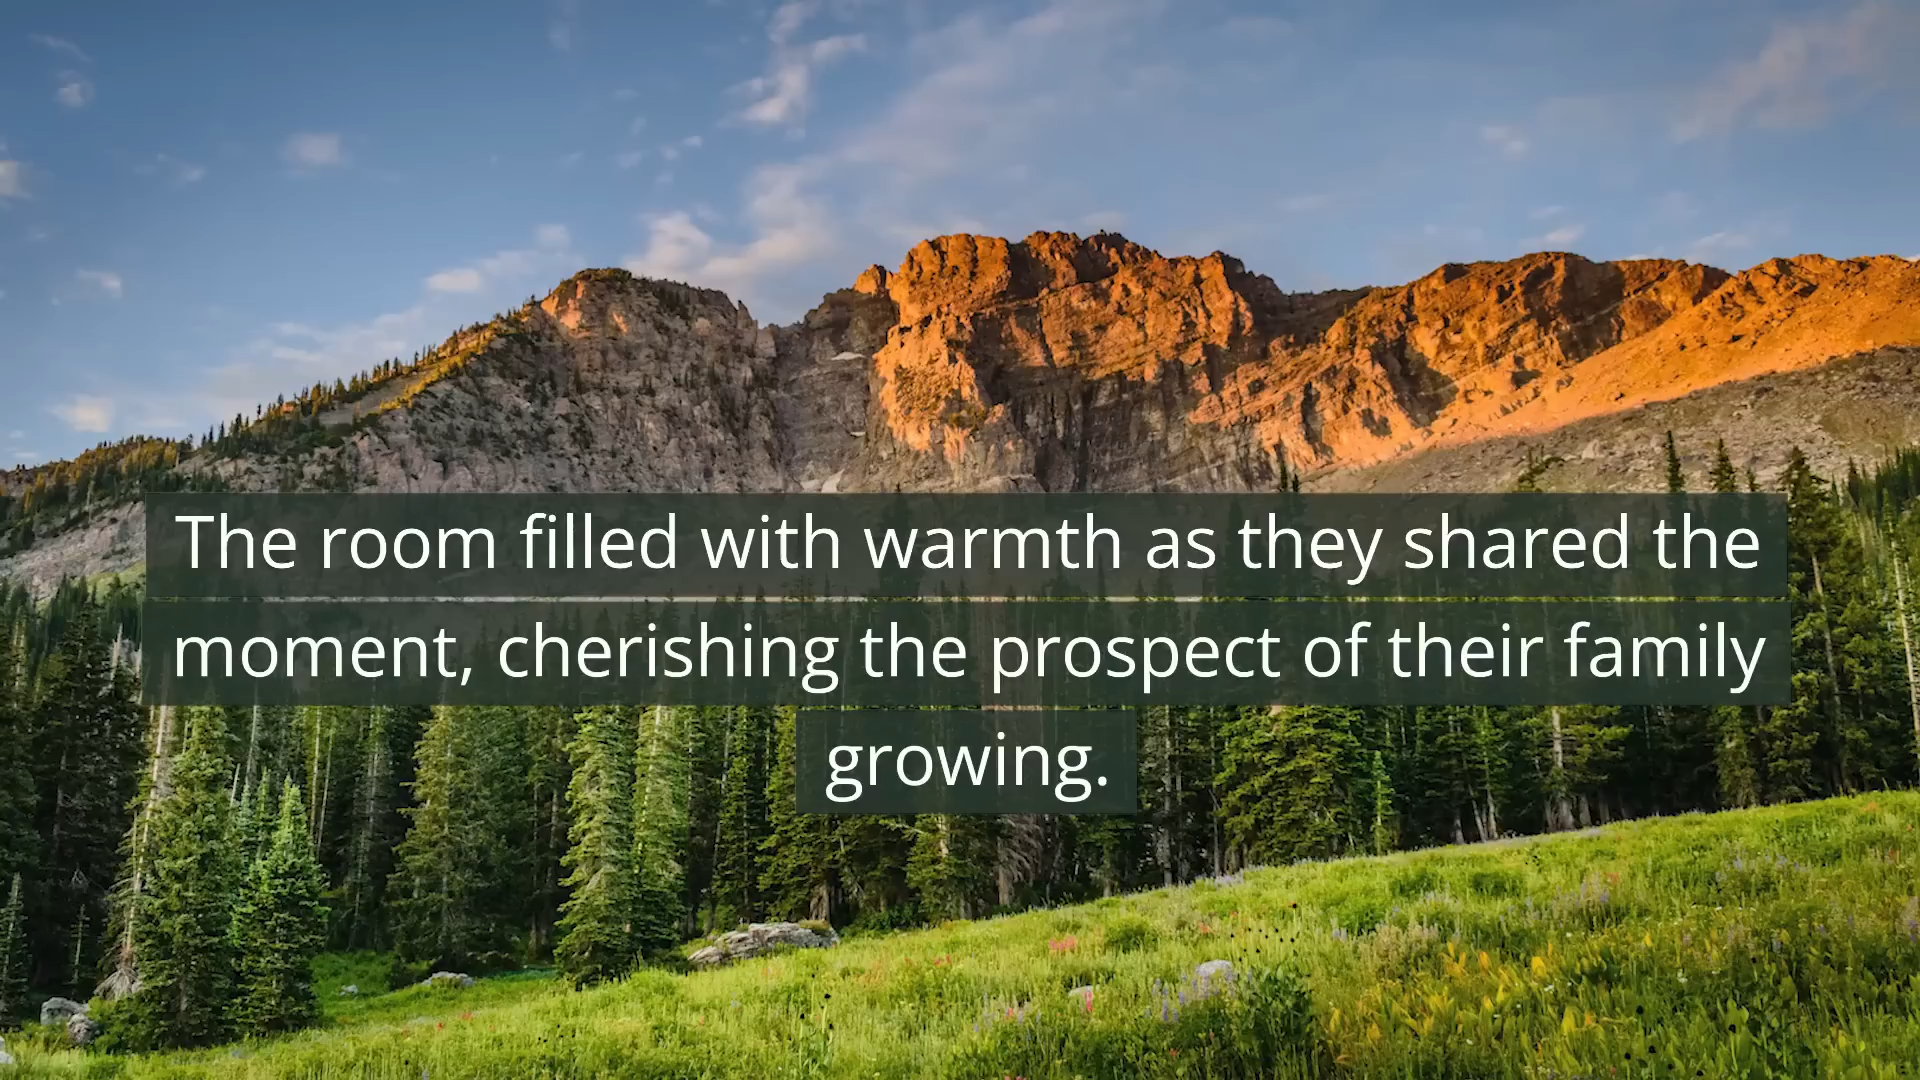 The room filled with warmth as they shared the
moment, cherishing the prospect of their family
growing.